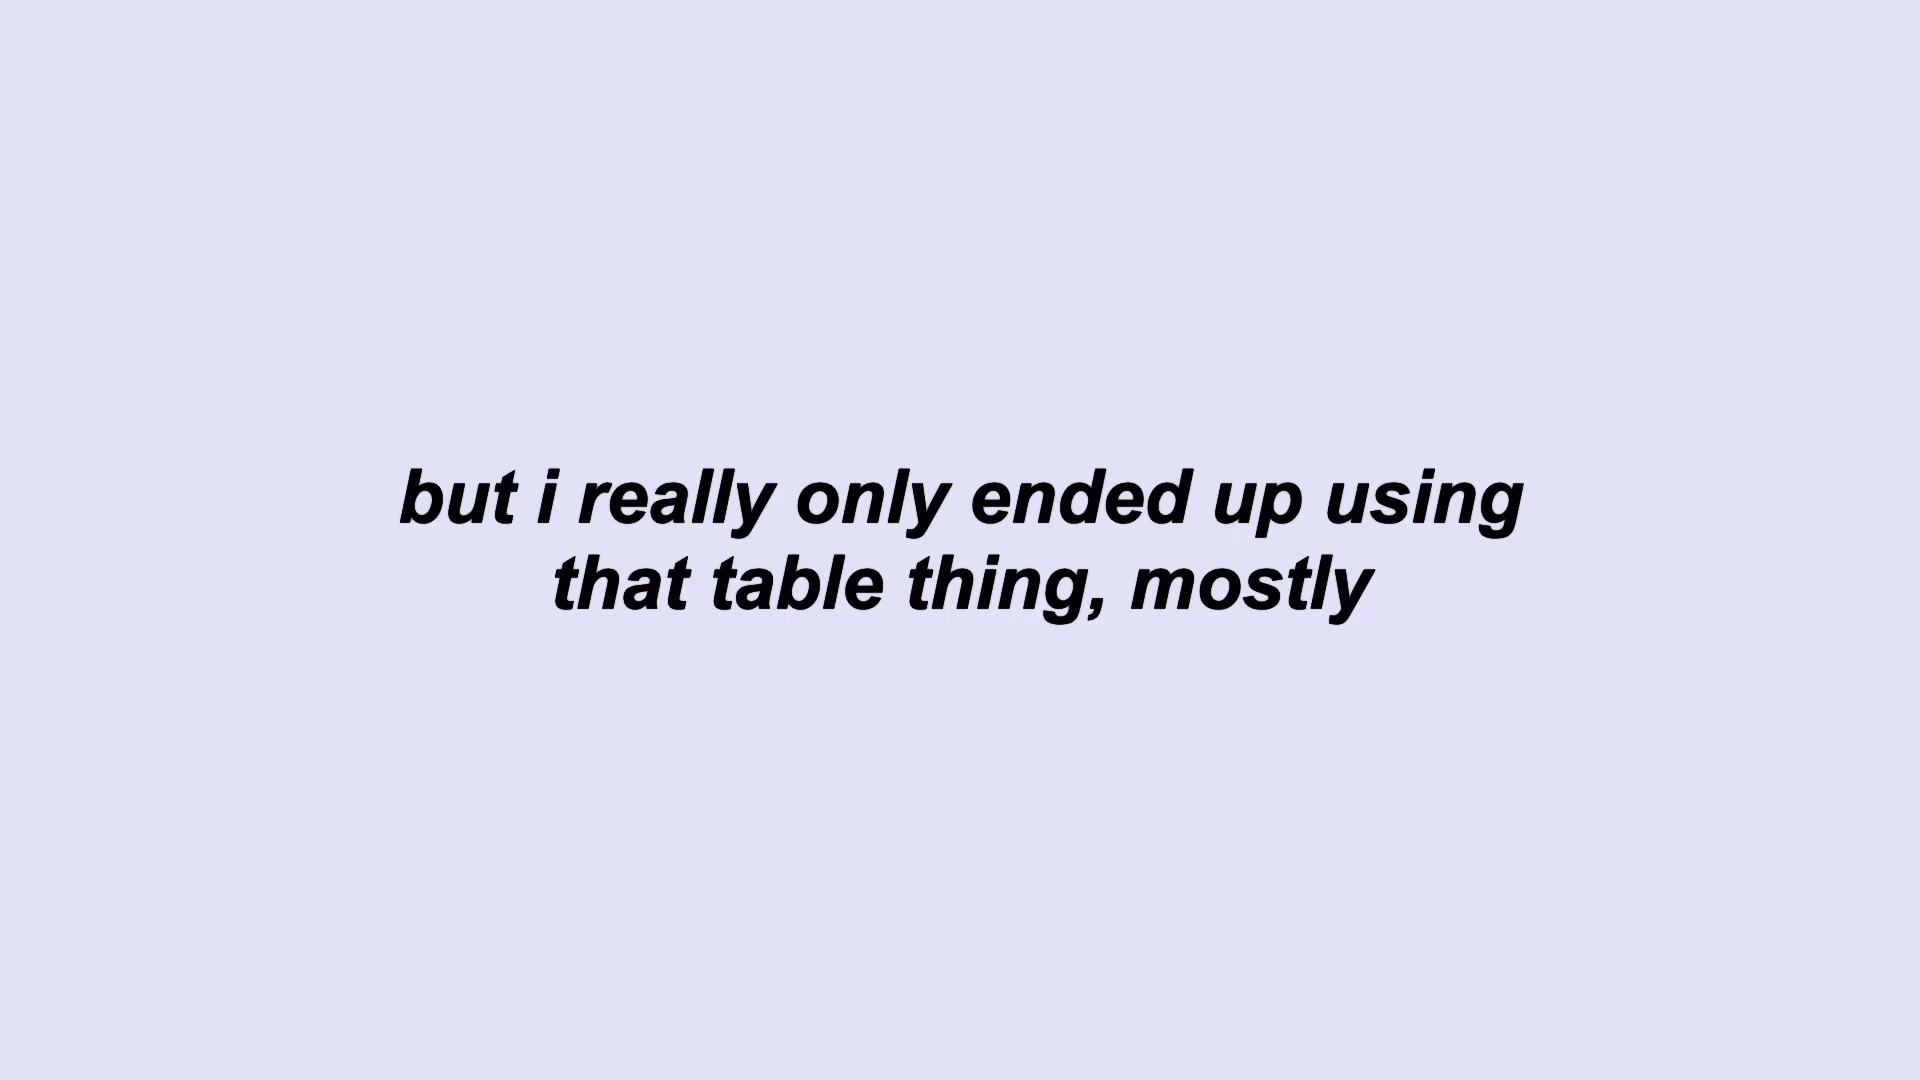 but i really only ended up using
that table thing, mostly